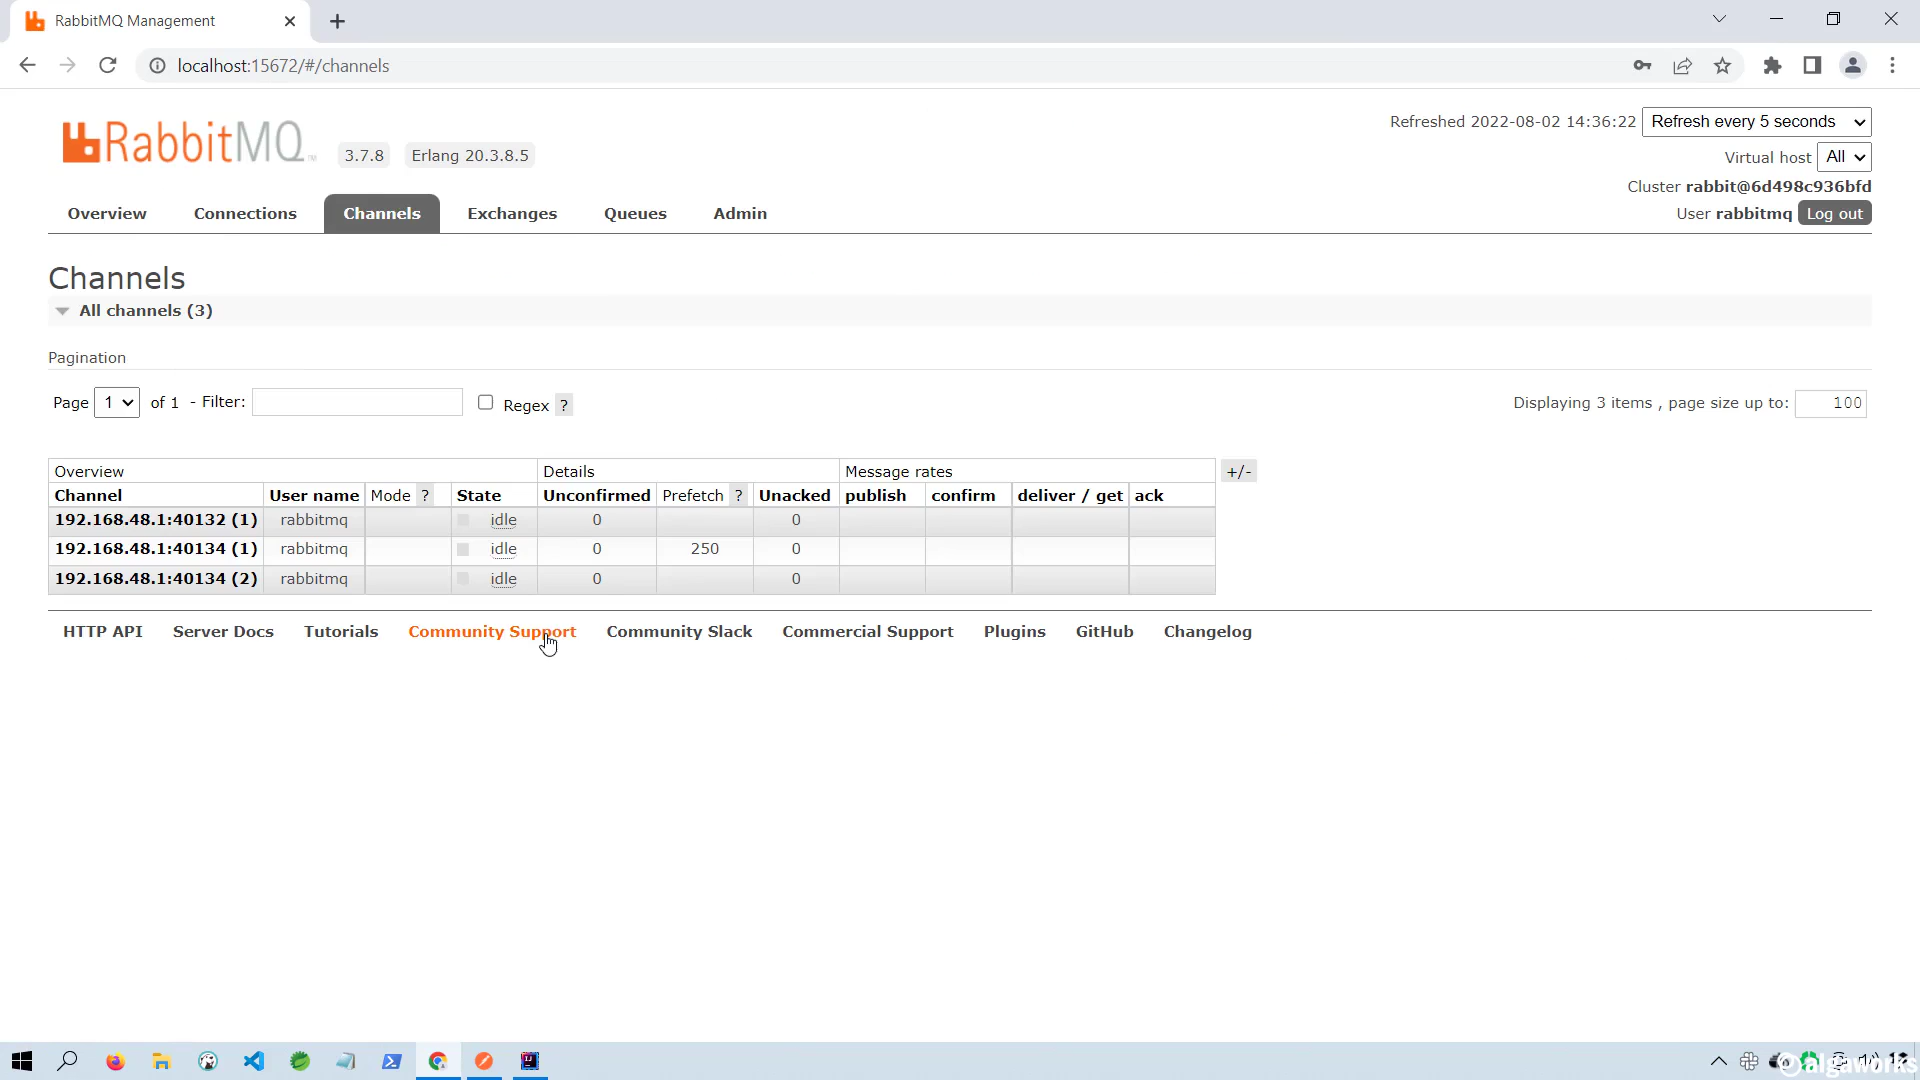 RabbitMQ Management
localhost:15672/#/channels
RabbitMQ™ 3.7.8 Erlang 20.3.8.5
Refreshed 2022-08-02 14:36:22 Refresh every 5 seconds
Virtual host All
Cluster rabbit@6d498c936bfd
User rabbitmq Log out
Overview Connections Channels Exchanges Queues Admin
Channels
All channels (3)
Pagination
Page 1 of 1 - Filter: Regex ? Displaying 3 items , page size up to: 100
Overview Details Message rates +/-
Channel User name Mode ? State Unconfirmed Prefetch ? Unacked publish confirm deliver / get ack
192.168.48.1:40132 (1) rabbitmq idle 0 0
192.168.48.1:40134 (1) rabbitmq idle 0 250 0
192.168.48.1:40134 (2) rabbitmq idle 0 0
HTTP API Server Docs Tutorials Community Support Community Slack Commercial Support Plugins GitHub Changelog
algaworks